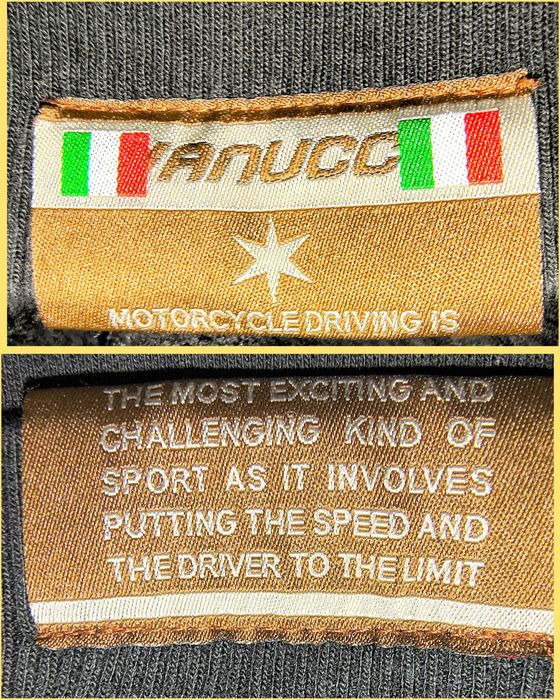 VANUCC
MOTORCYCLE DRIVING IS
THE MOST EXCITING AND
CHALLENGING KIND OF
SPORT AS IT INVOLVES
PUTTING THE SPEED AND
THE DRIVER TO THE LIMIT